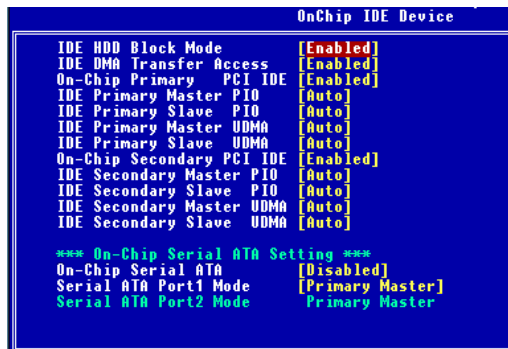 OnChip IDE Device
IDE HDD Block Mode [Enabled]
IDE DMA Transfer Access [Enabled]
On-Chip Primary PCI IDE [Enabled]
IDE Primary Master PIO [Auto]
IDE Primary Slave PIO [Auto]
IDE Primary Master UDMA [Auto]
IDE Primary Slave UDMA [Auto]
On-Chip Secondary PCI IDE [Enabled]
IDE Secondary Master PIO [Auto]
IDE Secondary Slave PIO [Auto]
IDE Secondary Master UDMA [Auto]
IDE Secondary Slave UDMA [Auto]
*** On-Chip Serial ATA Setting ***
On-Chip Serial ATA [Disabled]
Serial ATA Port1 Mode [Primary Master]
Serial ATA Port2 Mode Primary Master